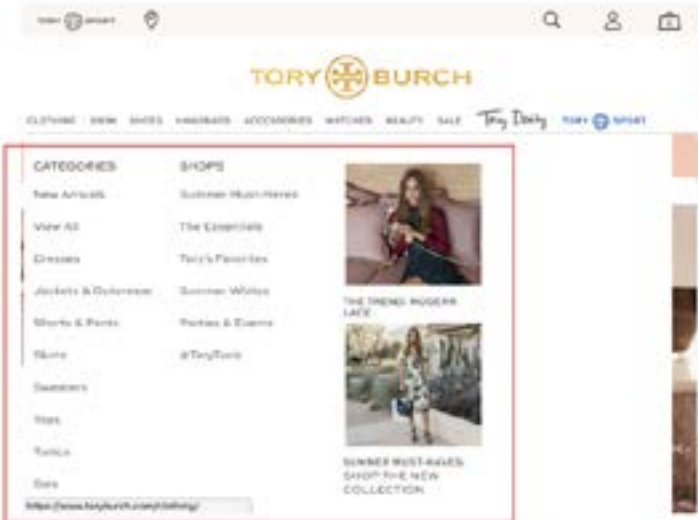 TORY SPORT
TORY BURCH
CLOTHING SWIM SHOES HANDBAGS ACCESSORIES WATCHES BEAUTY SALE Tory Daily TORY SPORT
CATEGORIES
New Arrivals
View All
Dresses
Jackets & Outerwear
Shorts & Pants
Skirts
Sweaters
Tops
Tunics
Sale
SHOPS
Summer Must-Haves
The Essentials
Tory's Favorites
Summer Whites
Parties & Events
@ToryTunic
THE TREND: MODERN
LACE
SUMMER MUST-HAVES:
SHOP THE NEW
COLLECTION
https://www.toryburch.com/clothing/